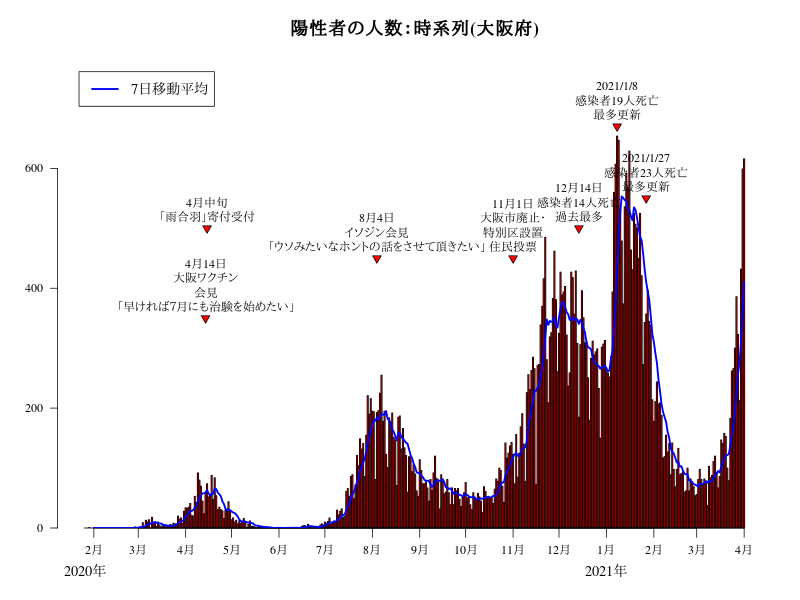 陽性者の人数：時系列(大阪府)
7日移動平均
2021/1/8
感染者19人死亡
最多更新
2021/1/27
感染者23人死亡
最多更新
12月14日
感染者14人死亡
過去最多
11月1日
大阪市廃止・
特別区設置
住民投票
8月4日
イソジン会見
「ウソみたいなホントの話をさせて頂きたい」
4月中旬
「雨合羽」寄付受付
4月14日
大阪ワクチン
会見
「早ければ7月にも治験を始めたい」
600
400
200
0
2月 3月 4月 5月 6月 7月 8月 9月 10月 11月 12月 1月 2月 3月 4月
2020年 2021年